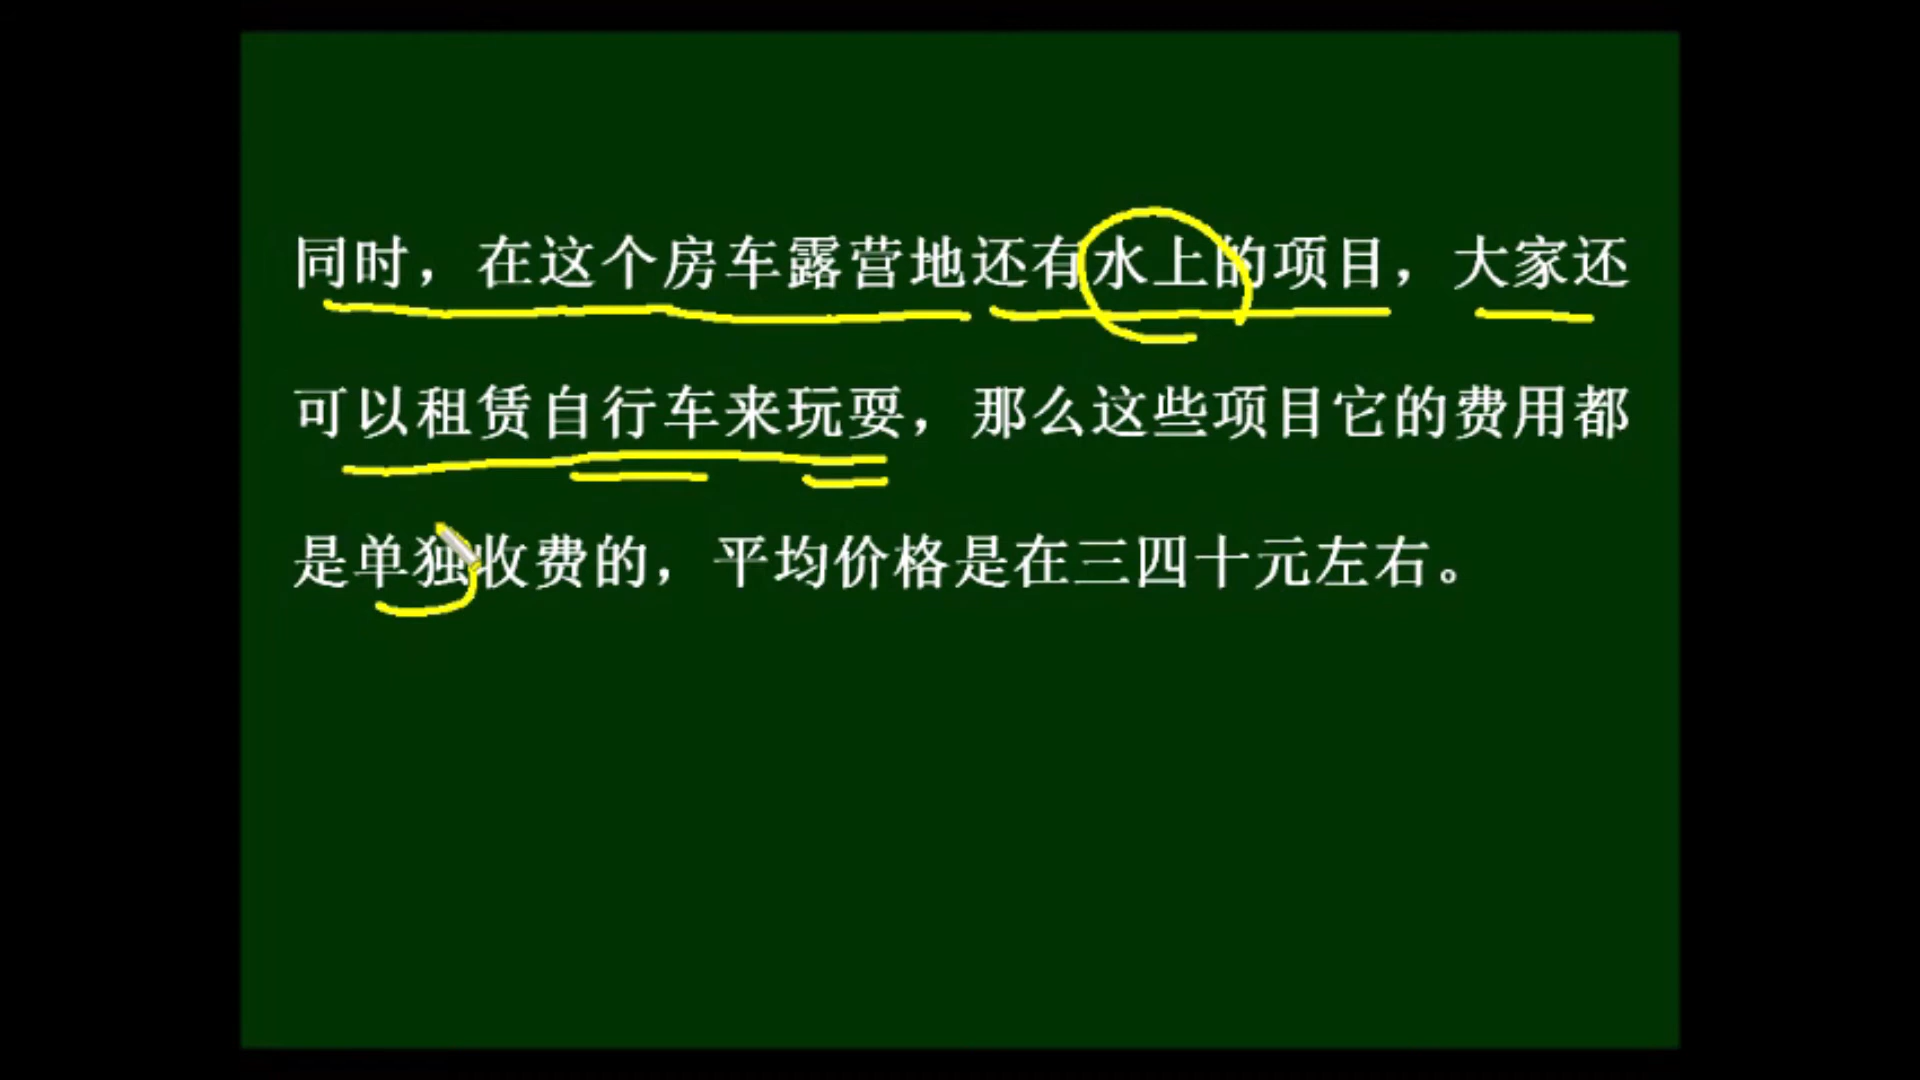 同时，在这个房车露营地还有水上的项目，大家还
可以租赁自行车来玩耍，那么这些项目它的费用都
是单独收费的，平均价格是在三四十元左右。